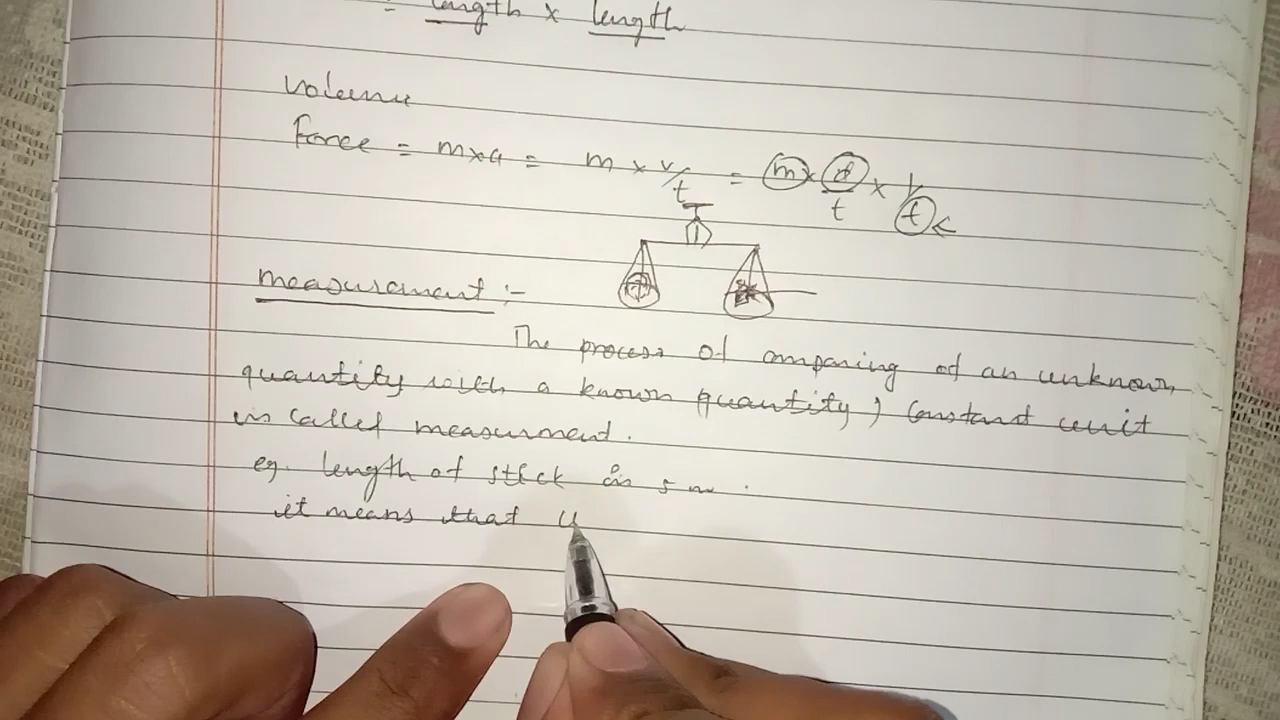 = length × length
volume
Force = m×a = m × v/t = m × d/t × 1/t
measurement :-
The process of comparing of an unknown
quantity with a known quantity / constant unit
is called measurment.
eg. length of stick is 5 m.
it means that